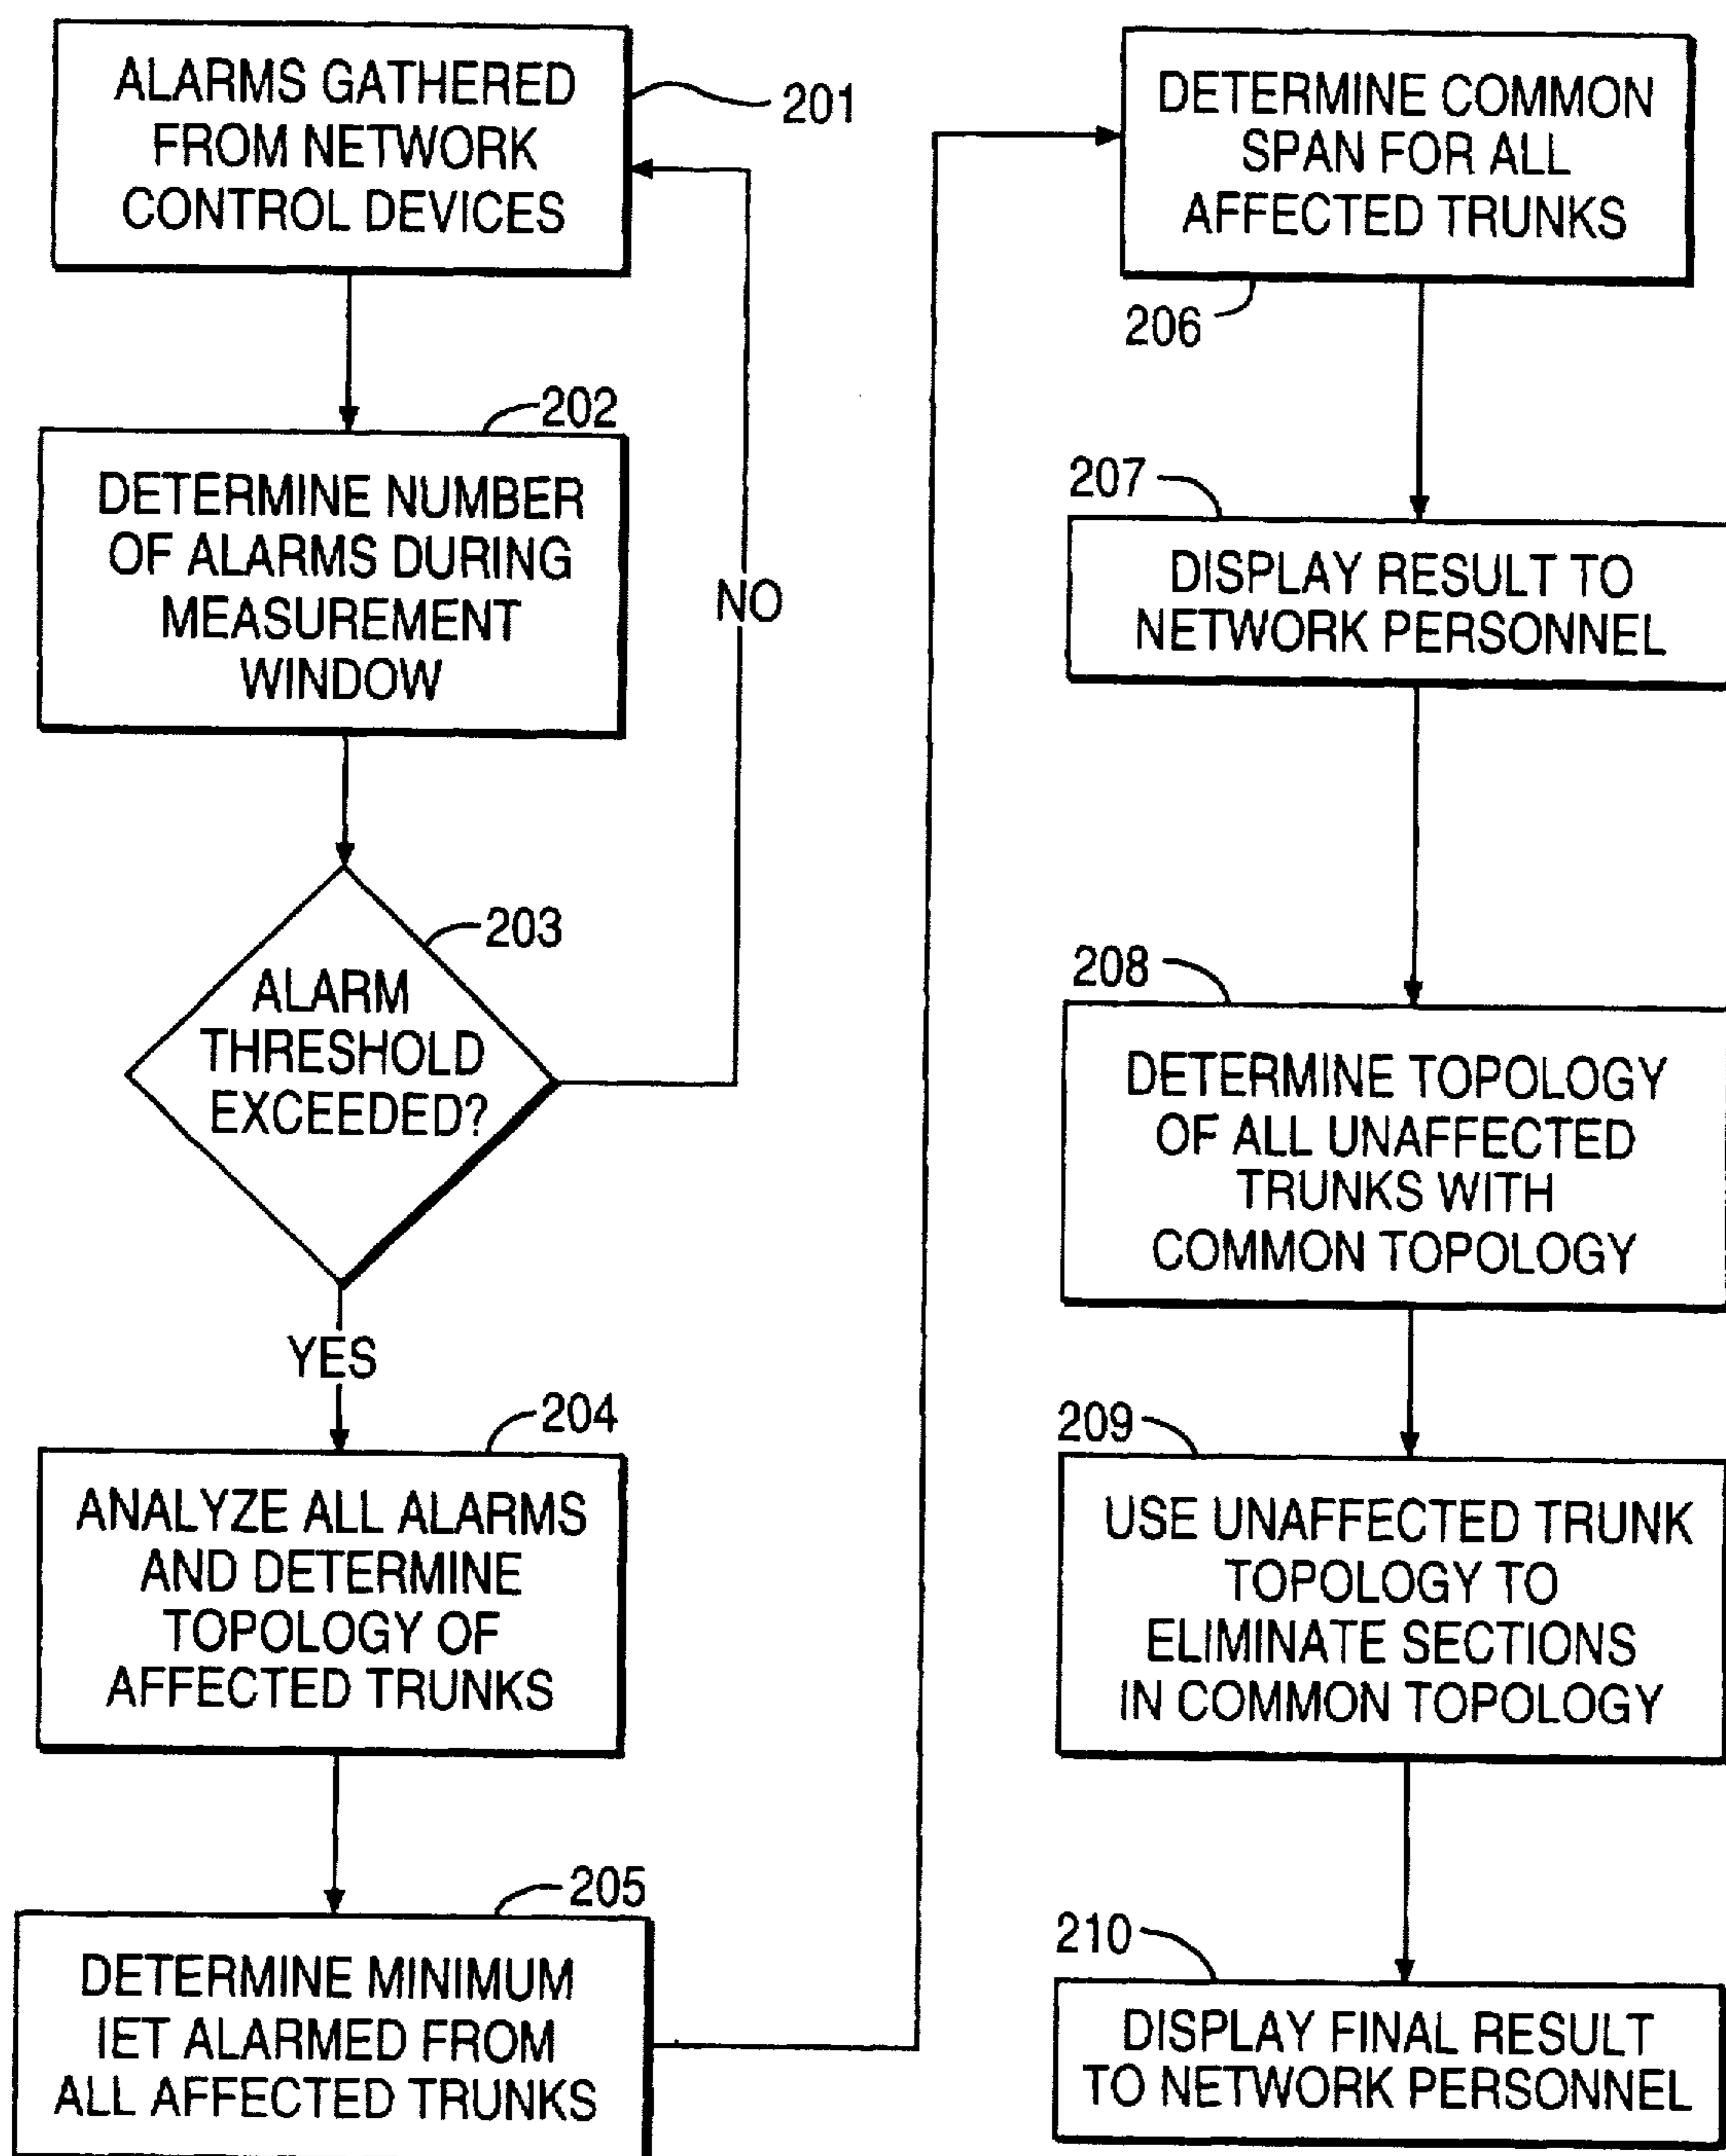 ALARMS GATHERED
FROM NETWORK
CONTROL DEVICES
201
202
DETERMINE NUMBER
OF ALARMS DURING
MEASUREMENT
WINDOW
NO
203
ALARM
THRESHOLD
EXCEEDED?
YES
204
ANALYZE ALL ALARMS
AND DETERMINE
TOPOLOGY OF
AFFECTED TRUNKS
205
DETERMINE MINIMUM
IET ALARMED FROM
ALL AFFECTED TRUNKS
DETERMINE COMMON
SPAN FOR ALL
AFFECTED TRUNKS
206
207
DISPLAY RESULT TO
NETWORK PERSONNEL
208
DETERMINE TOPOLOGY
OF ALL UNAFFECTED
TRUNKS WITH
COMMON TOPOLOGY
209
USE UNAFFECTED TRUNK
TOPOLOGY TO
ELIMINATE SECTIONS
IN COMMON TOPOLOGY
210
DISPLAY FINAL RESULT
TO NETWORK PERSONNEL